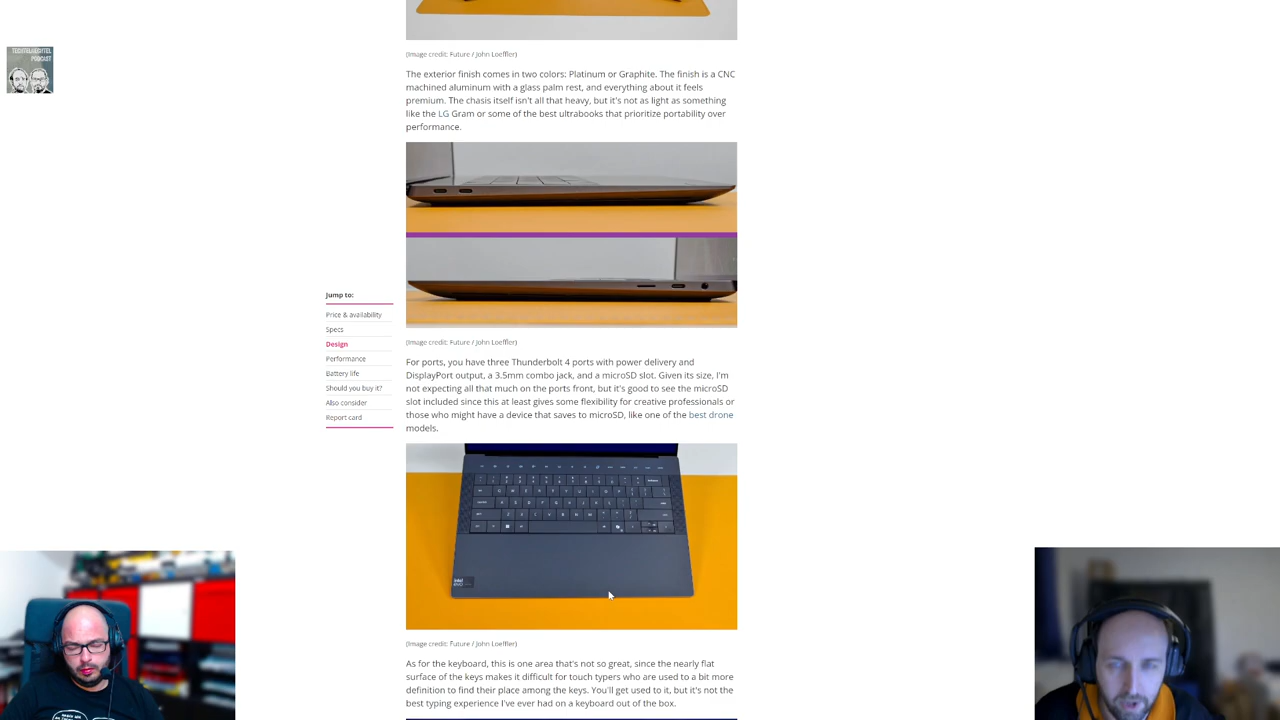 TECHTELMECHTEL
PODCAST
(Image credit: Future / John Loeffler)
The exterior finish comes in two colors: Platinum or Graphite. The finish is a CNC
machined aluminum with a glass palm rest, and everything about it feels
premium. The chasis itself isn't all that heavy, but it's not as light as something
like the LG Gram or some of the best ultrabooks that prioritize portability over
performance.
Jump to:
Price & availability
Specs
Design
Performance
Battery life
Should you buy it?
Also consider
Report card
(Image credit: Future / John Loeffler)
For ports, you have three Thunderbolt 4 ports with power delivery and
DisplayPort output, a 3.5mm combo jack, and a microSD slot. Given its size, I'm
not expecting all that much on the ports front, but it's good to see the microSD
slot included since this at least gives some flexibility for creative professionals or
those who might have a device that saves to microSD, like one of the best drone
models.
intel
(Image credit: Future / John Loeffler)
As for the keyboard, this is one area that's not so great, since the nearly flat
surface of the keys makes it difficult for touch typers who are used to a bit more
definition to find their place among the keys. You'll get used to it, but it's not the
best typing experience I've ever had on a keyboard out of the box.